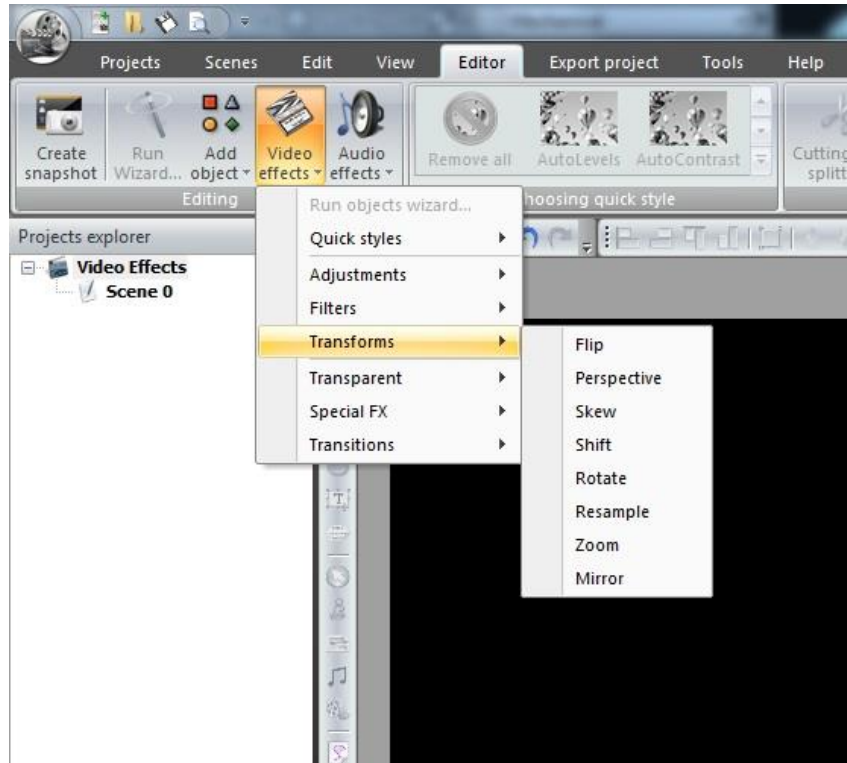 Projects Scenes Edit View Editor Export project Tools Help
Create snapshot
Run Wizard...
Add object
Video effects
Audio effects
Remove all
AutoLevels
AutoContrast
Cutting
splitt
Editing
hoosing quick style
Projects explorer
Video Effects
Scene 0
Run objects wizard...
Quick styles
Adjustments
Filters
Transforms
Transparent
Special FX
Transitions
Flip
Perspective
Skew
Shift
Rotate
Resample
Zoom
Mirror